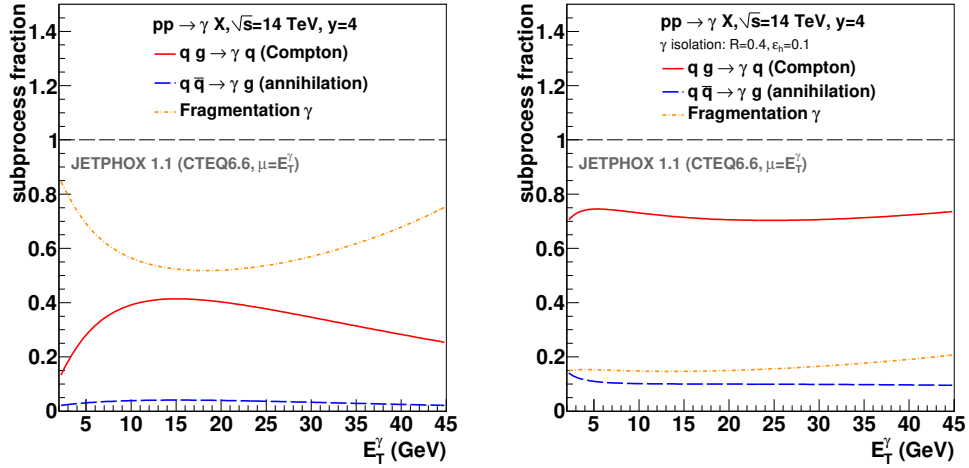 pp → γ X, √s=14 TeV, y=4
q g → γ q (Compton)
q q̄ → γ g (annihilation)
Fragmentation γ
JETPHOX 1.1 (CTEQ6.6, μ=E_T^γ)
subprocess fraction
1.4
1.2
1
0.8
0.6
0.4
0.2
0
5 10 15 20 25 30 35 40 45
E_T^γ (GeV)
pp → γ X, √s=14 TeV, y=4
γ isolation: R=0.4, ε_h=0.1
q g → γ q (Compton)
q q̄ → γ g (annihilation)
Fragmentation γ
JETPHOX 1.1 (CTEQ6.6, μ=E_T^γ)
subprocess fraction
1.4
1.2
1
0.8
0.6
0.4
0.2
0
5 10 15 20 25 30 35 40 45
E_T^γ (GeV)